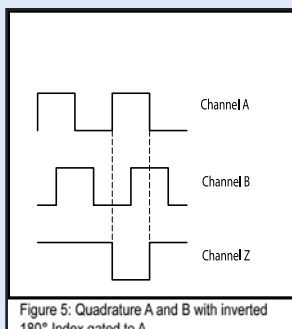 Channel A
Channel B
Channel Z
Figure 5: Quadrature A and B with inverted
180° Index gated to A